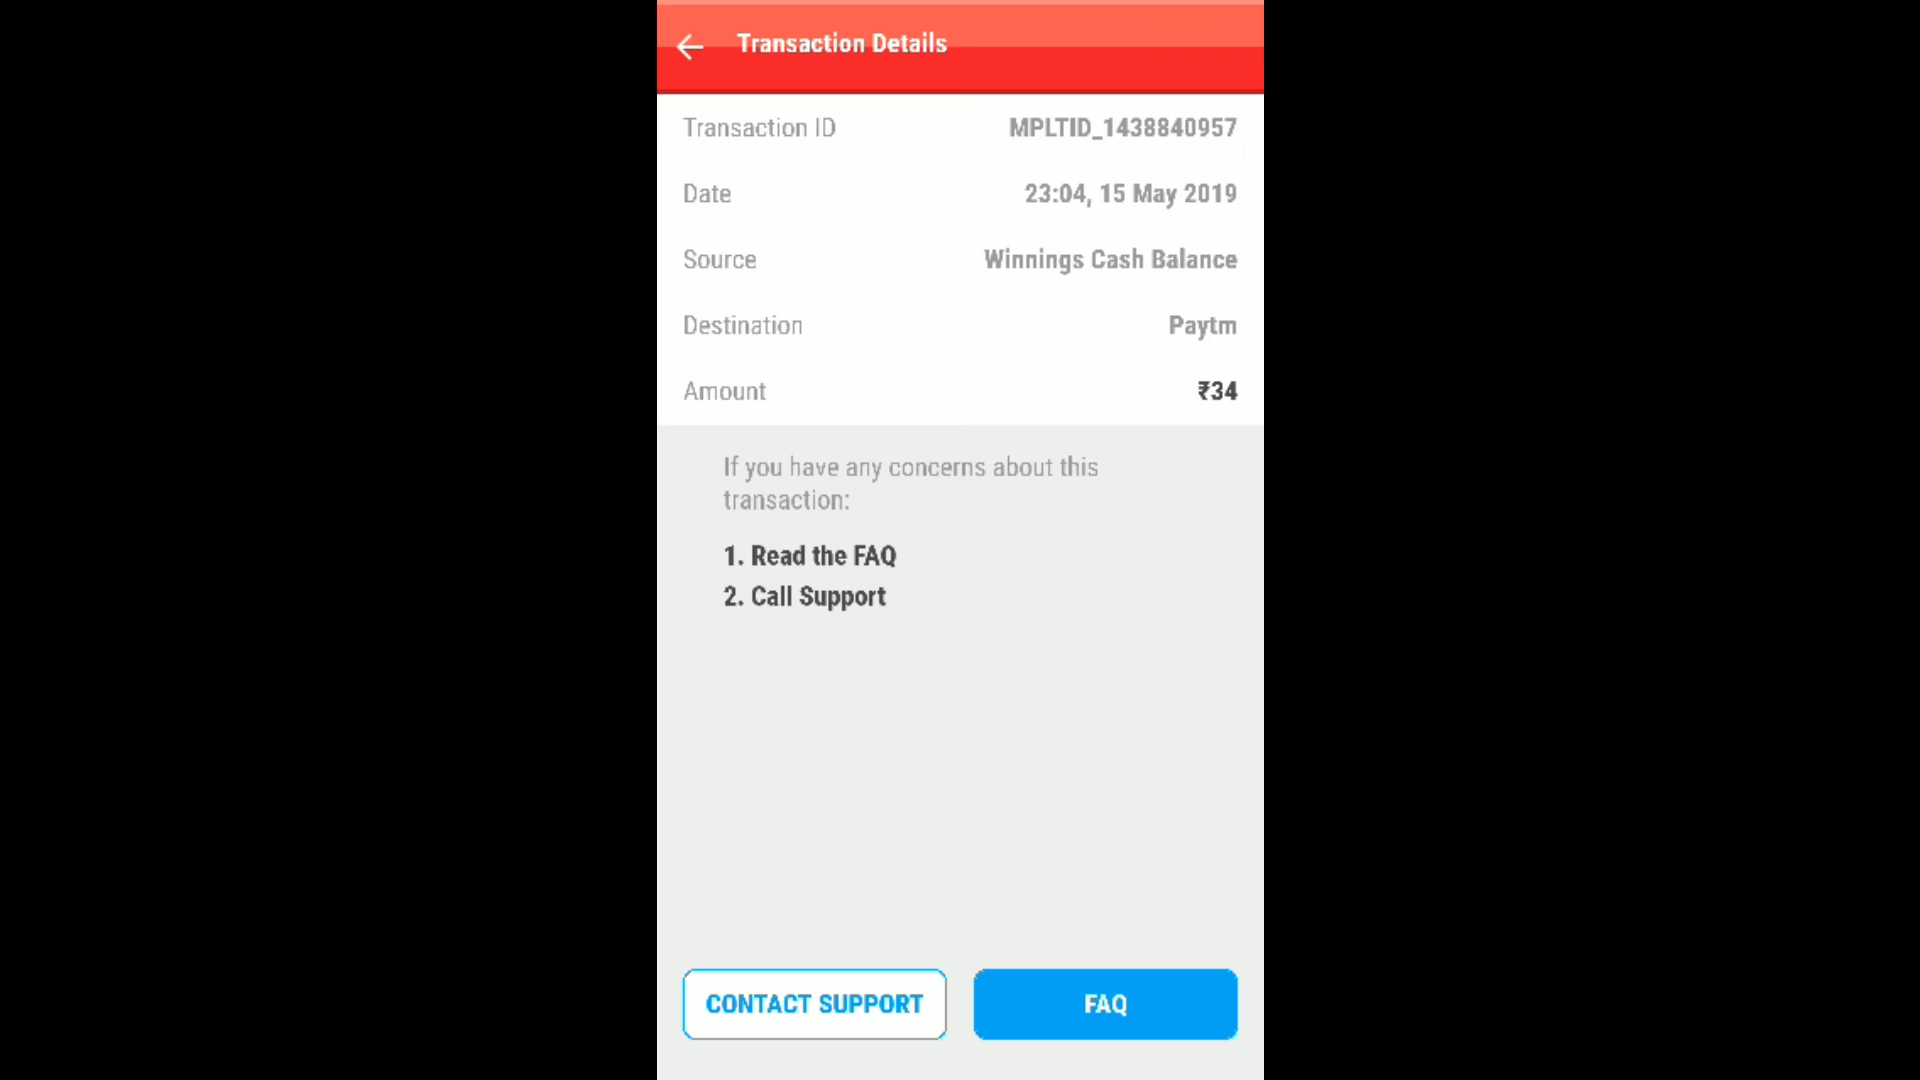 Transaction Details
Transaction ID MPLTID_1438840957
Date 23:04, 15 May 2019
Source Winnings Cash Balance
Destination Paytm
Amount ₹34
If you have any concerns about this
transaction:
1. Read the FAQ
2. Call Support
CONTACT SUPPORT FAQ